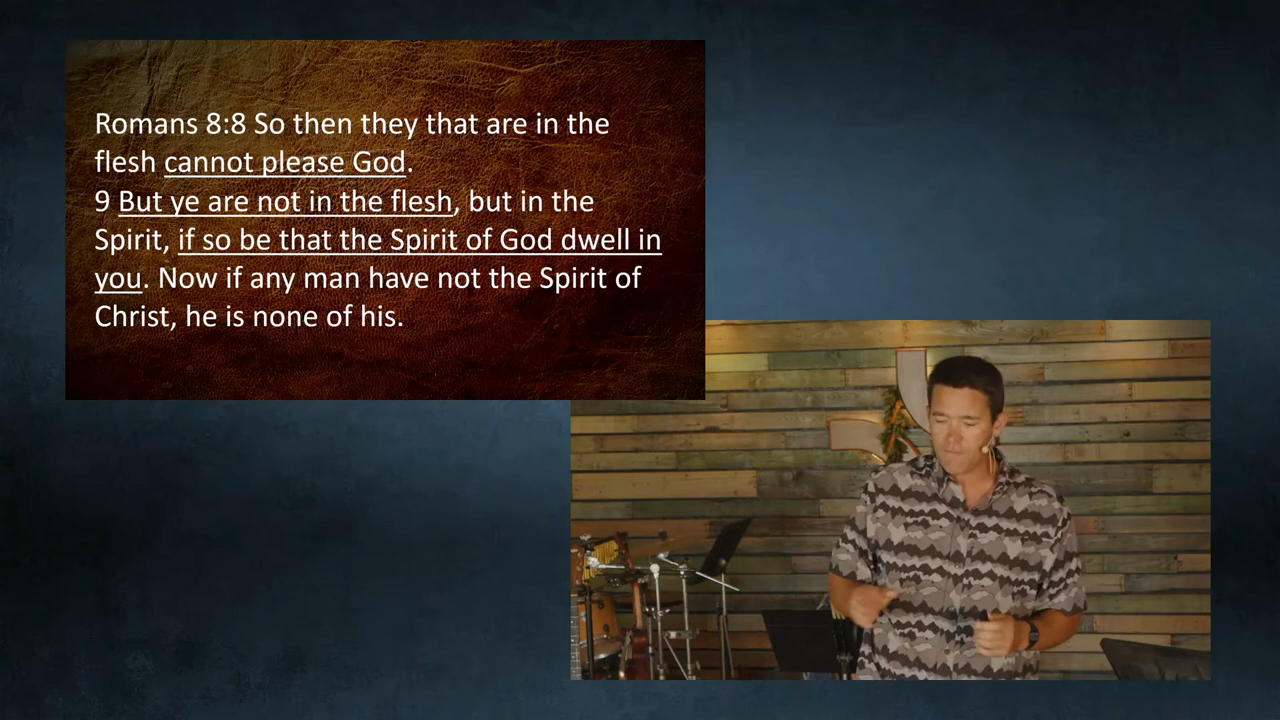 Romans 8:8 So then they that are in the
flesh cannot please God.
9 But ye are not in the flesh, but in the
Spirit, if so be that the Spirit of God dwell in
you. Now if any man have not the Spirit of
Christ, he is none of his.